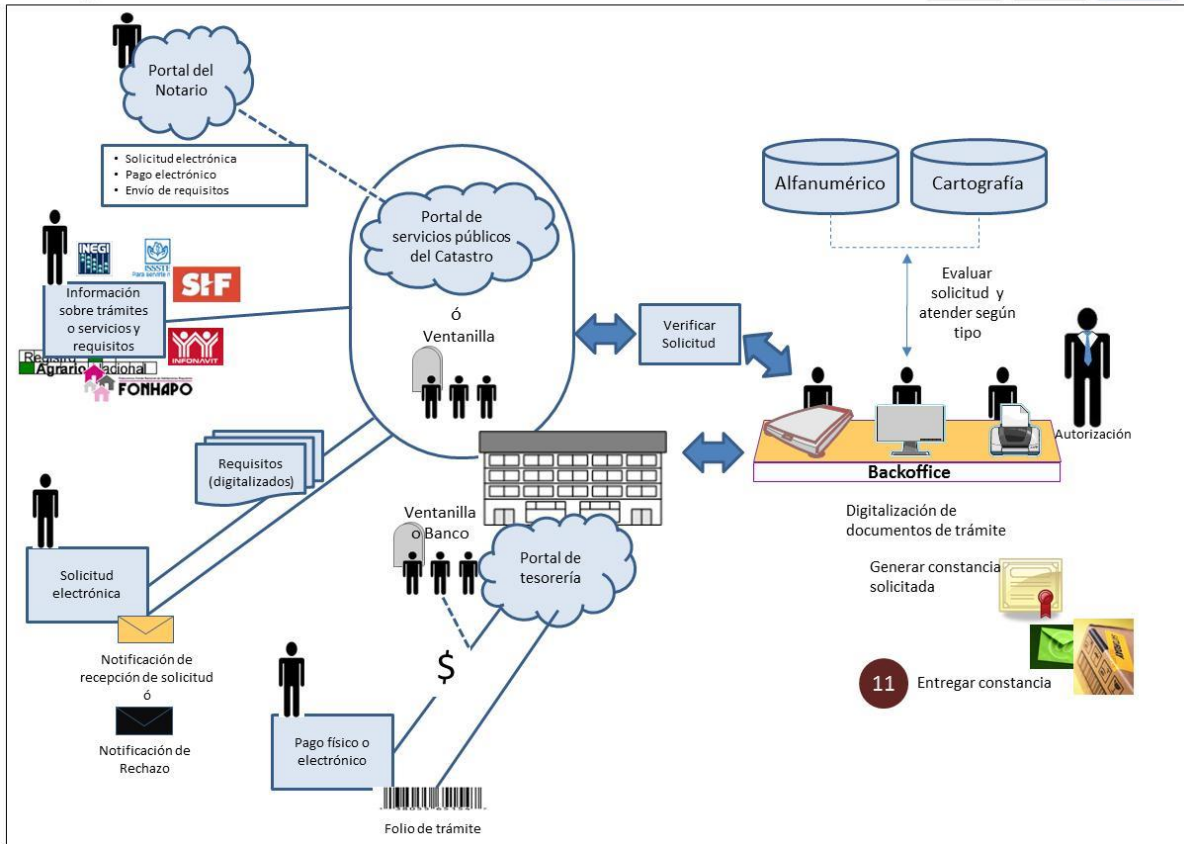 Portal del
Notario
• Solicitud electrónica
• Pago electrónico
• Envío de requisitos
INEGI
ISSSTE
SHF
Información
sobre trámites
o servicios y
requisitos
INFONAVIT
Registro
Agrario Nacional
FONHAPO
Portal de
servicios públicos
del Catastro
ó
Ventanilla
Verificar
Solicitud
Alfanumérico
Cartografía
Evaluar
solicitud y
atender según
tipo
Autorización
Backoffice
Requisitos
(digitalizados)
Ventanilla
o Banco
Portal de
tesorería
Solicitud
electrónica
Notificación de
recepción de solicitud
ó
Notificación de
Rechazo
$
Pago físico o
electrónico
Folio de trámite
Digitalización de
documentos de trámite
Generar constancia
solicitada
11 Entregar constancia